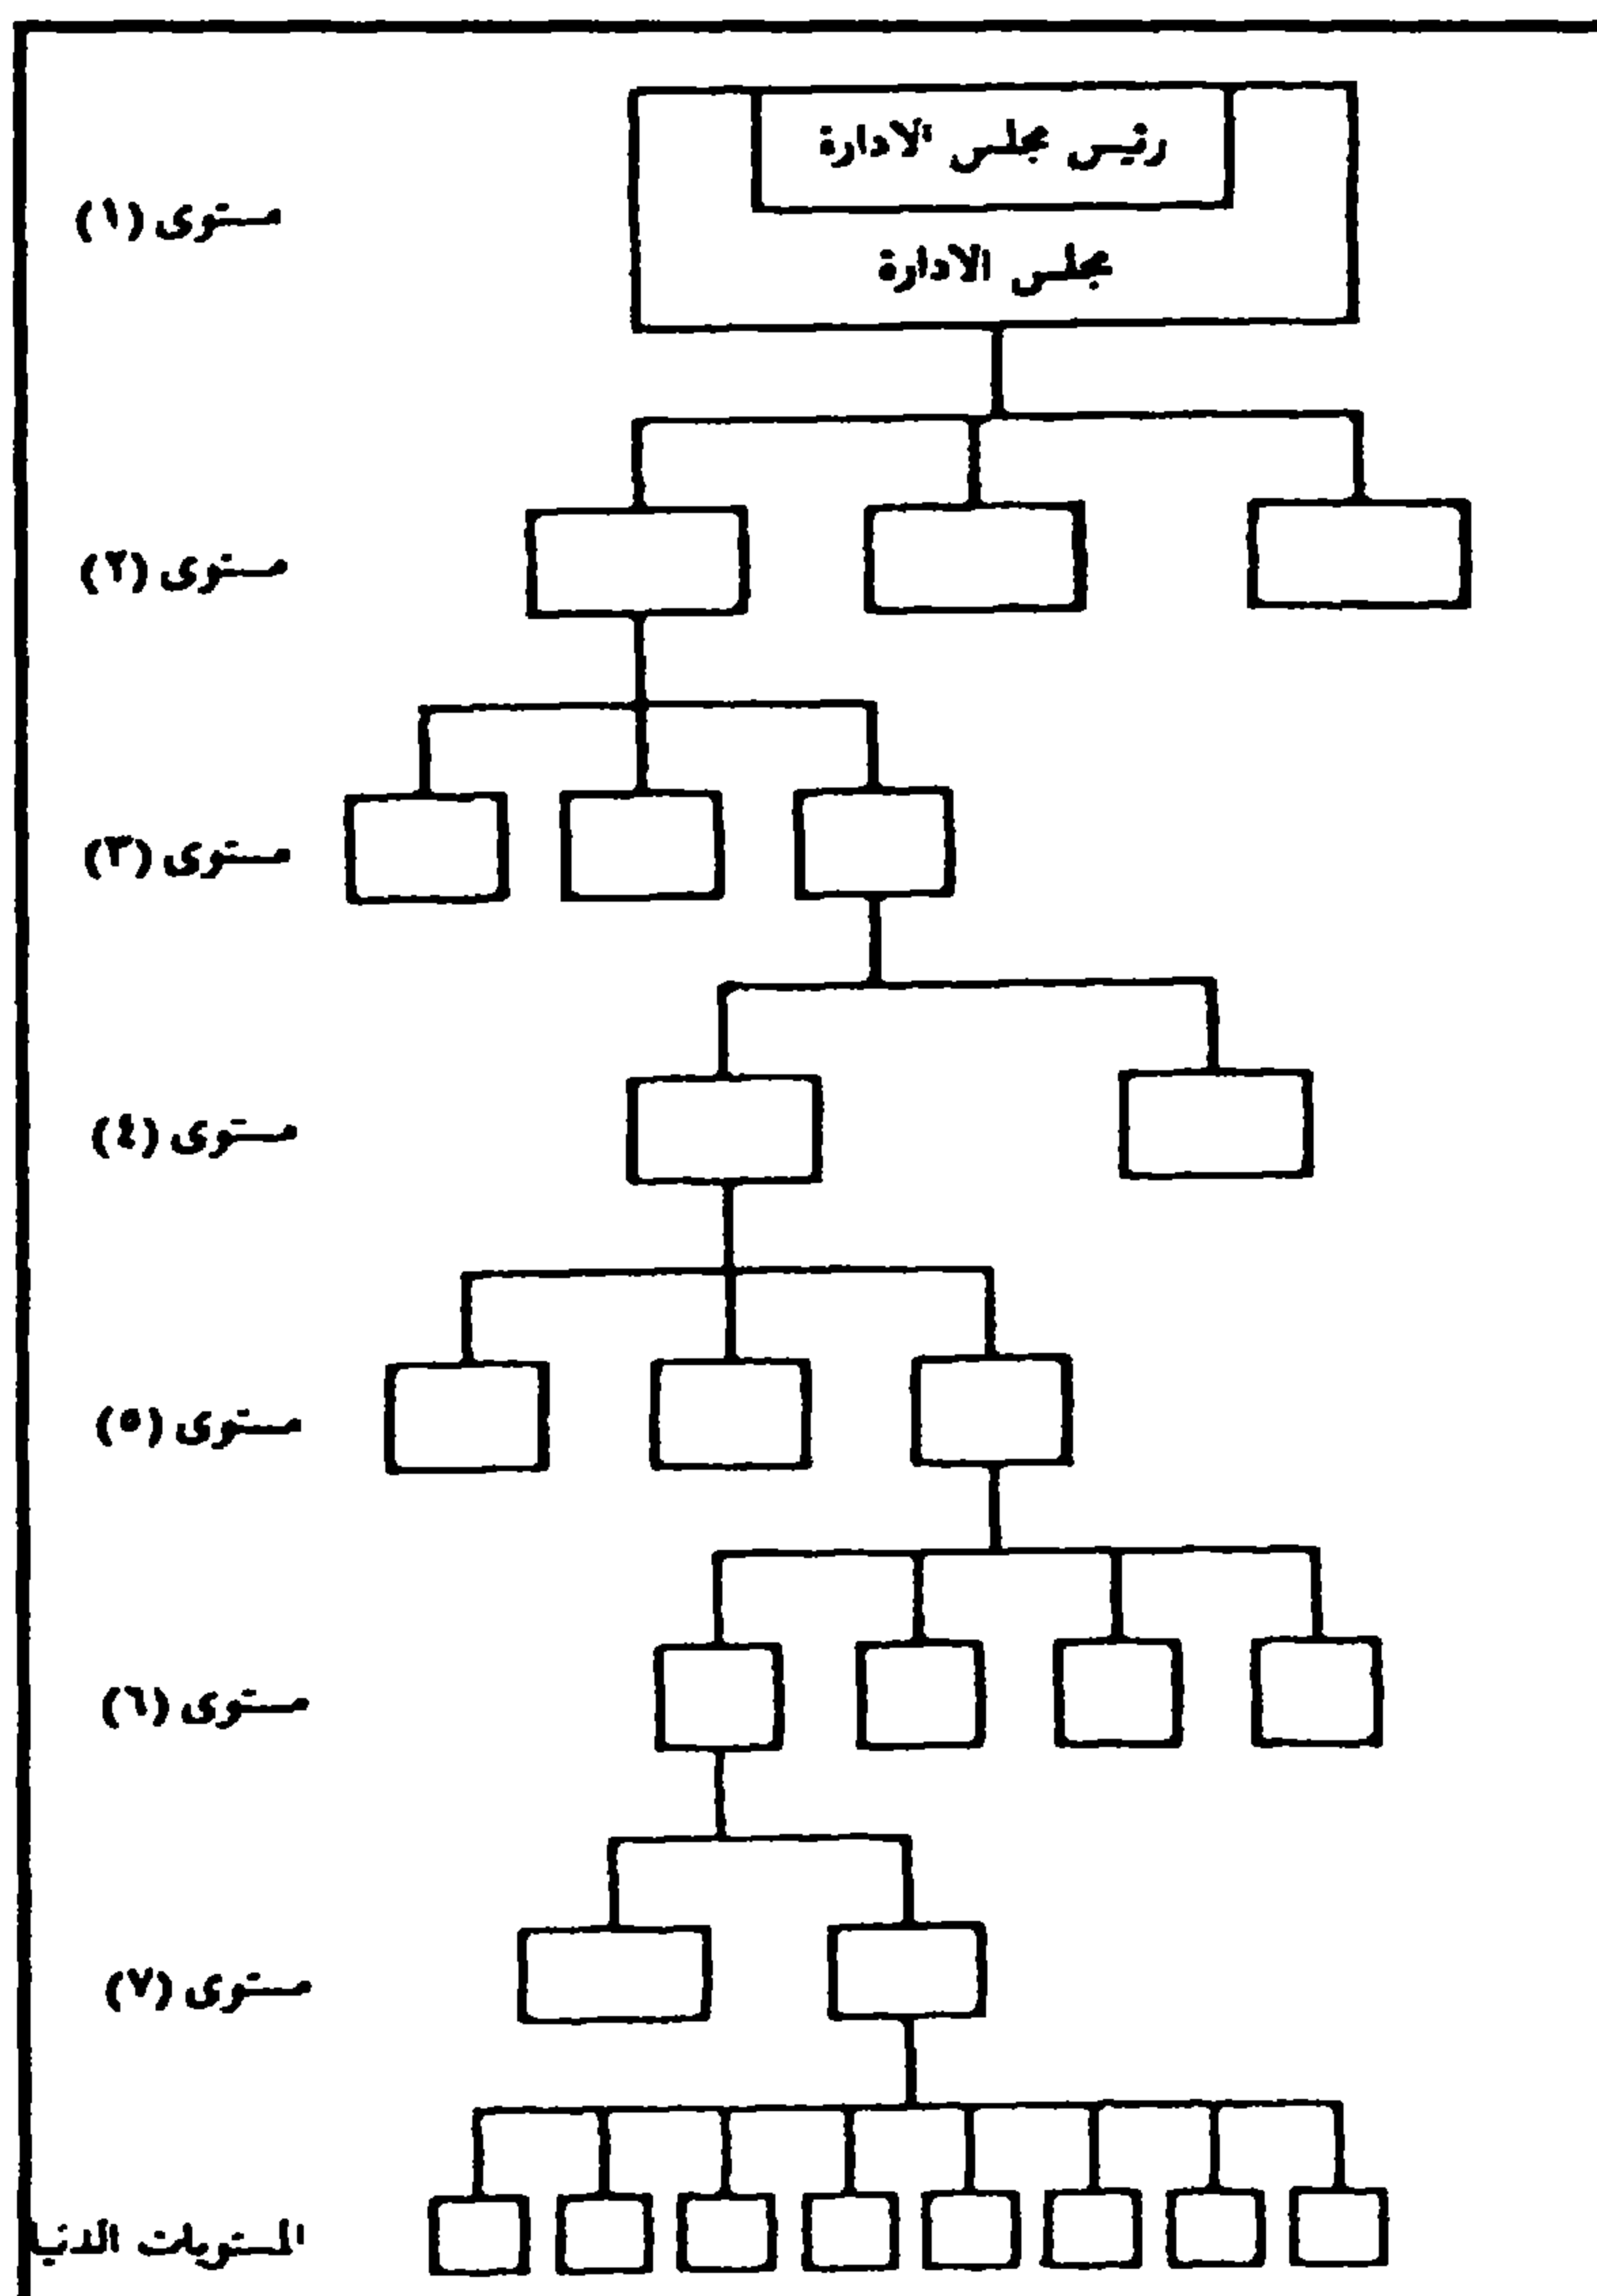 رئيس مجلس الادارة
مجلس الادارة
مستوى (١)
مستوى (٢)
مستوى (٣)
مستوى (٤)
مستوى (٥)
مستوى (٦)
مستوى (٧)
المستويات الدنيا